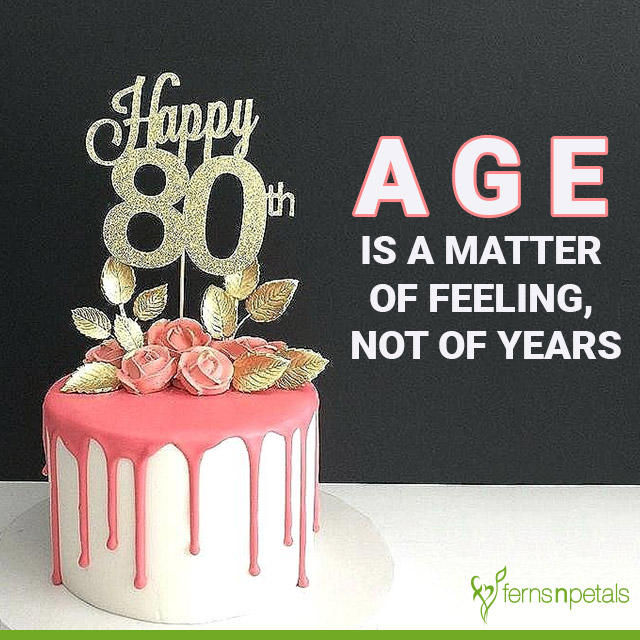 Happy
80th
AGE
IS A MATTER
OF FEELING,
NOT OF YEARS
fernsnpetals